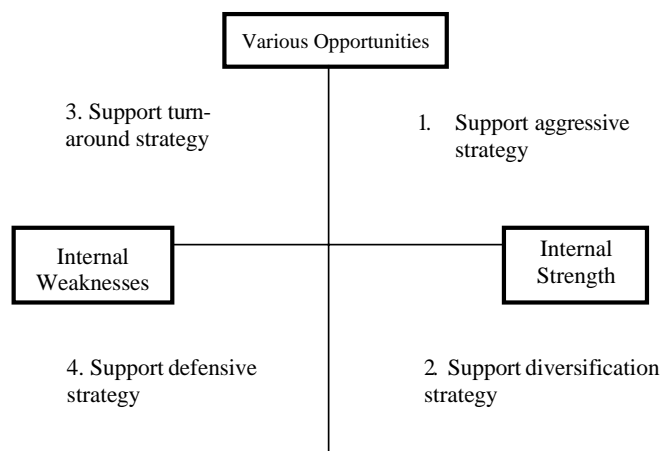 Various Opportunities
3. Support turn-
around strategy
1. Support aggressive
strategy
Internal
Weaknesses
Internal
Strength
4. Support defensive
strategy
2. Support diversification
strategy